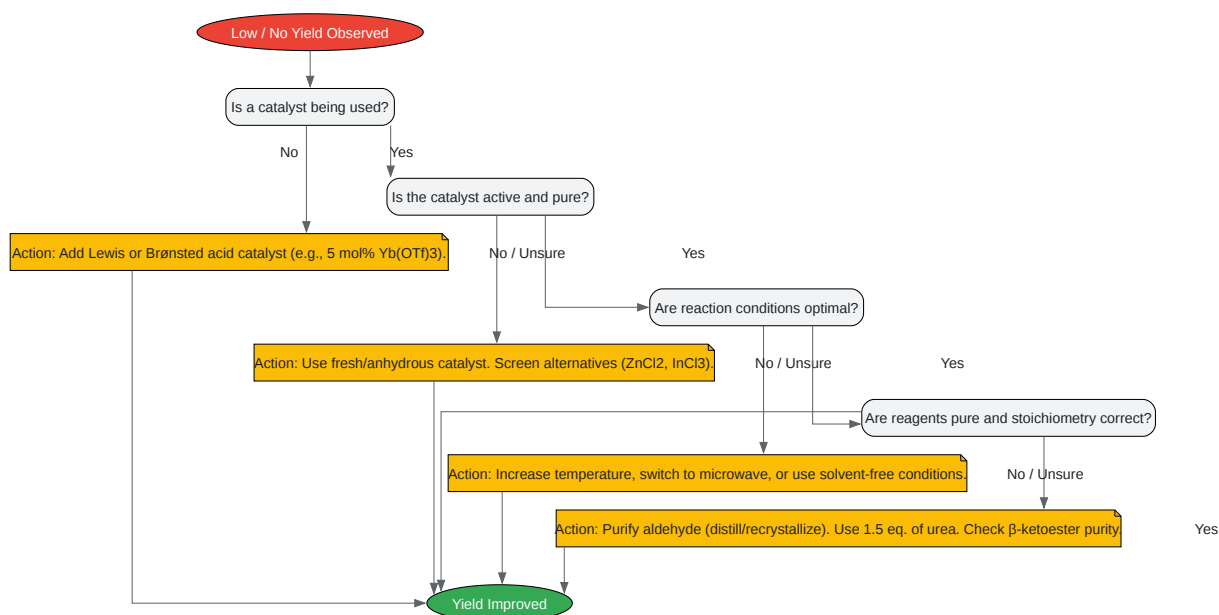 Low / No Yield Observed
Is a catalyst being used?
No
Yes
Is the catalyst active and pure?
Action: Add Lewis or Brønsted acid catalyst (e.g., 5 mol% Yb(OTf)3).
No / Unsure
Yes
Are reaction conditions optimal?
Action: Use fresh/anhydrous catalyst. Screen alternatives (ZnCl2, InCl3).
No / Unsure
Yes
Are reagents pure and stoichiometry correct?
Action: Increase temperature, switch to microwave, or use solvent-free conditions.
No / Unsure
Action: Purify aldehyde (distill/recrystallize). Use 1.5 eq. of urea. Check β-ketoester purity.
Yes
Yield Improved